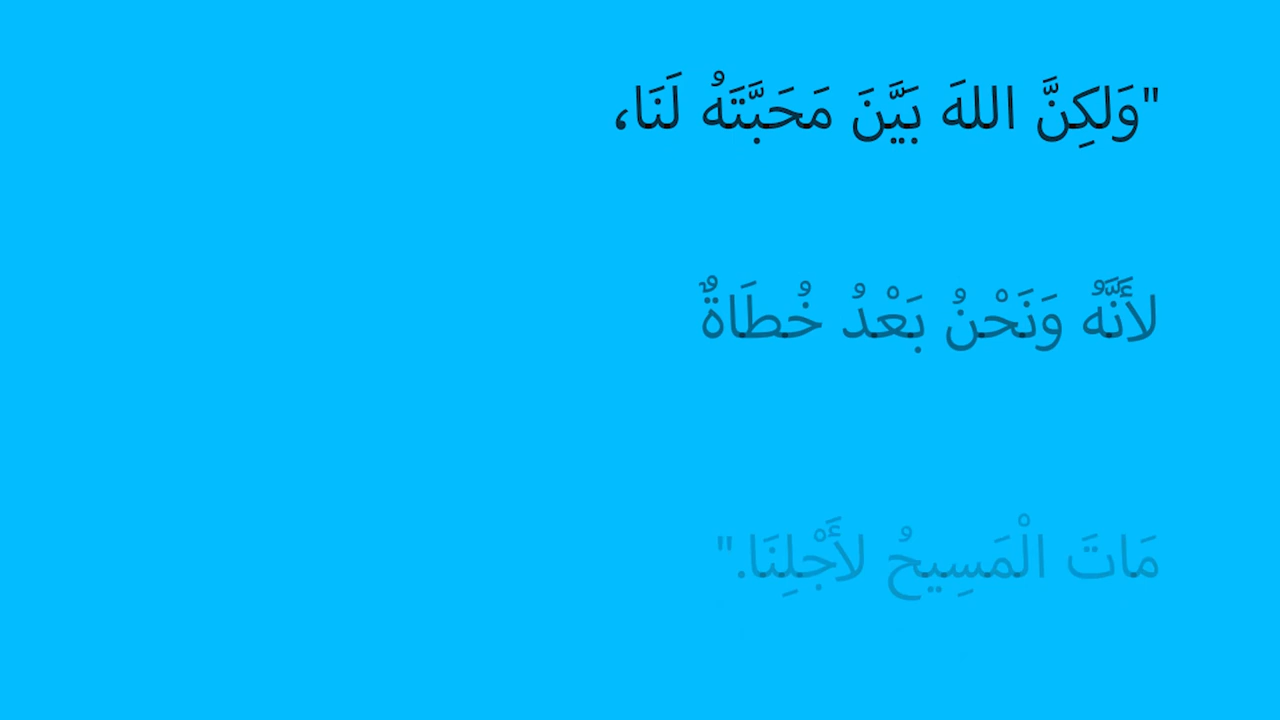 "وَلكِنَّ اللهَ بَيَّنَ مَحَبَّتَهُ لَنَا،
لأَنَّهُ وَنَحْنُ بَعْدُ خُطَاةٌ
مَاتَ الْمَسِيحُ لأَجْلِنَا."